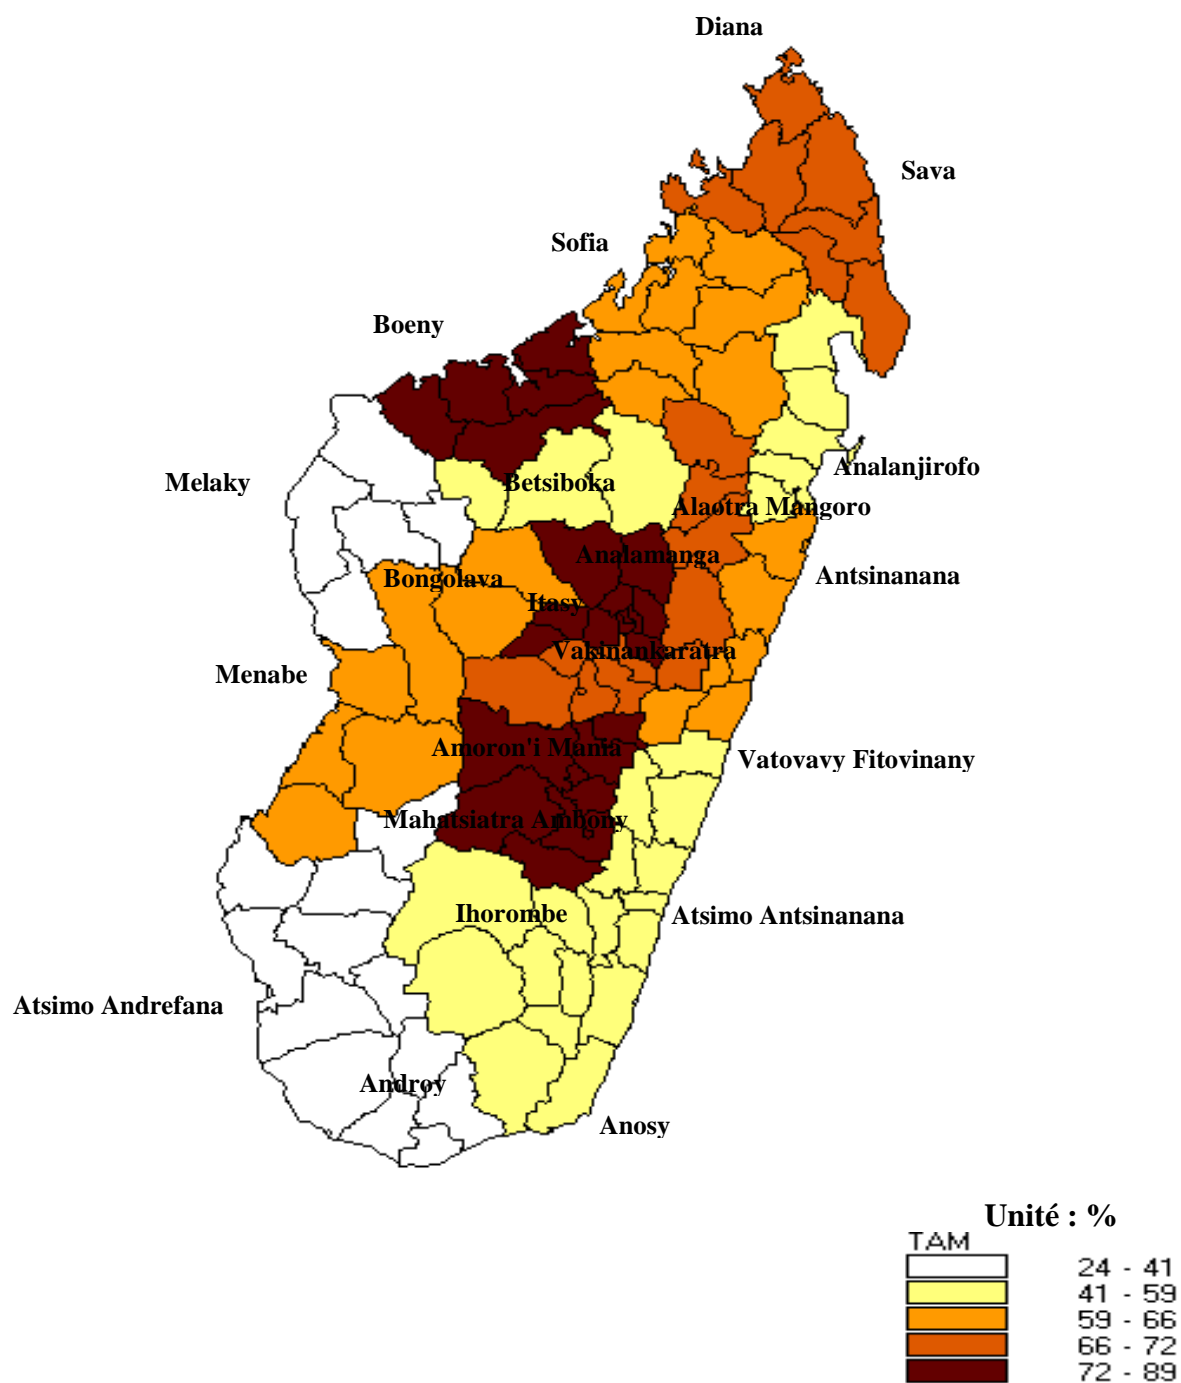 Diana
Sava
Sofia
Boeny
Analanjirofo
Melaky
Betsiboka
Alaotra Mangoro
Analamanga
Antsinanana
Bongolava
Itasy
Vakinankaratra
Menabe
Amoron'i Mania
Vatovavy Fitovinany
Mahatsiatra Ambony
Ihorombe
Atsimo Antsinanana
Atsimo Andrefana
Androy
Anosy
Unité : %
TAM
24 - 41
41 - 59
59 - 66
66 - 72
72 - 89